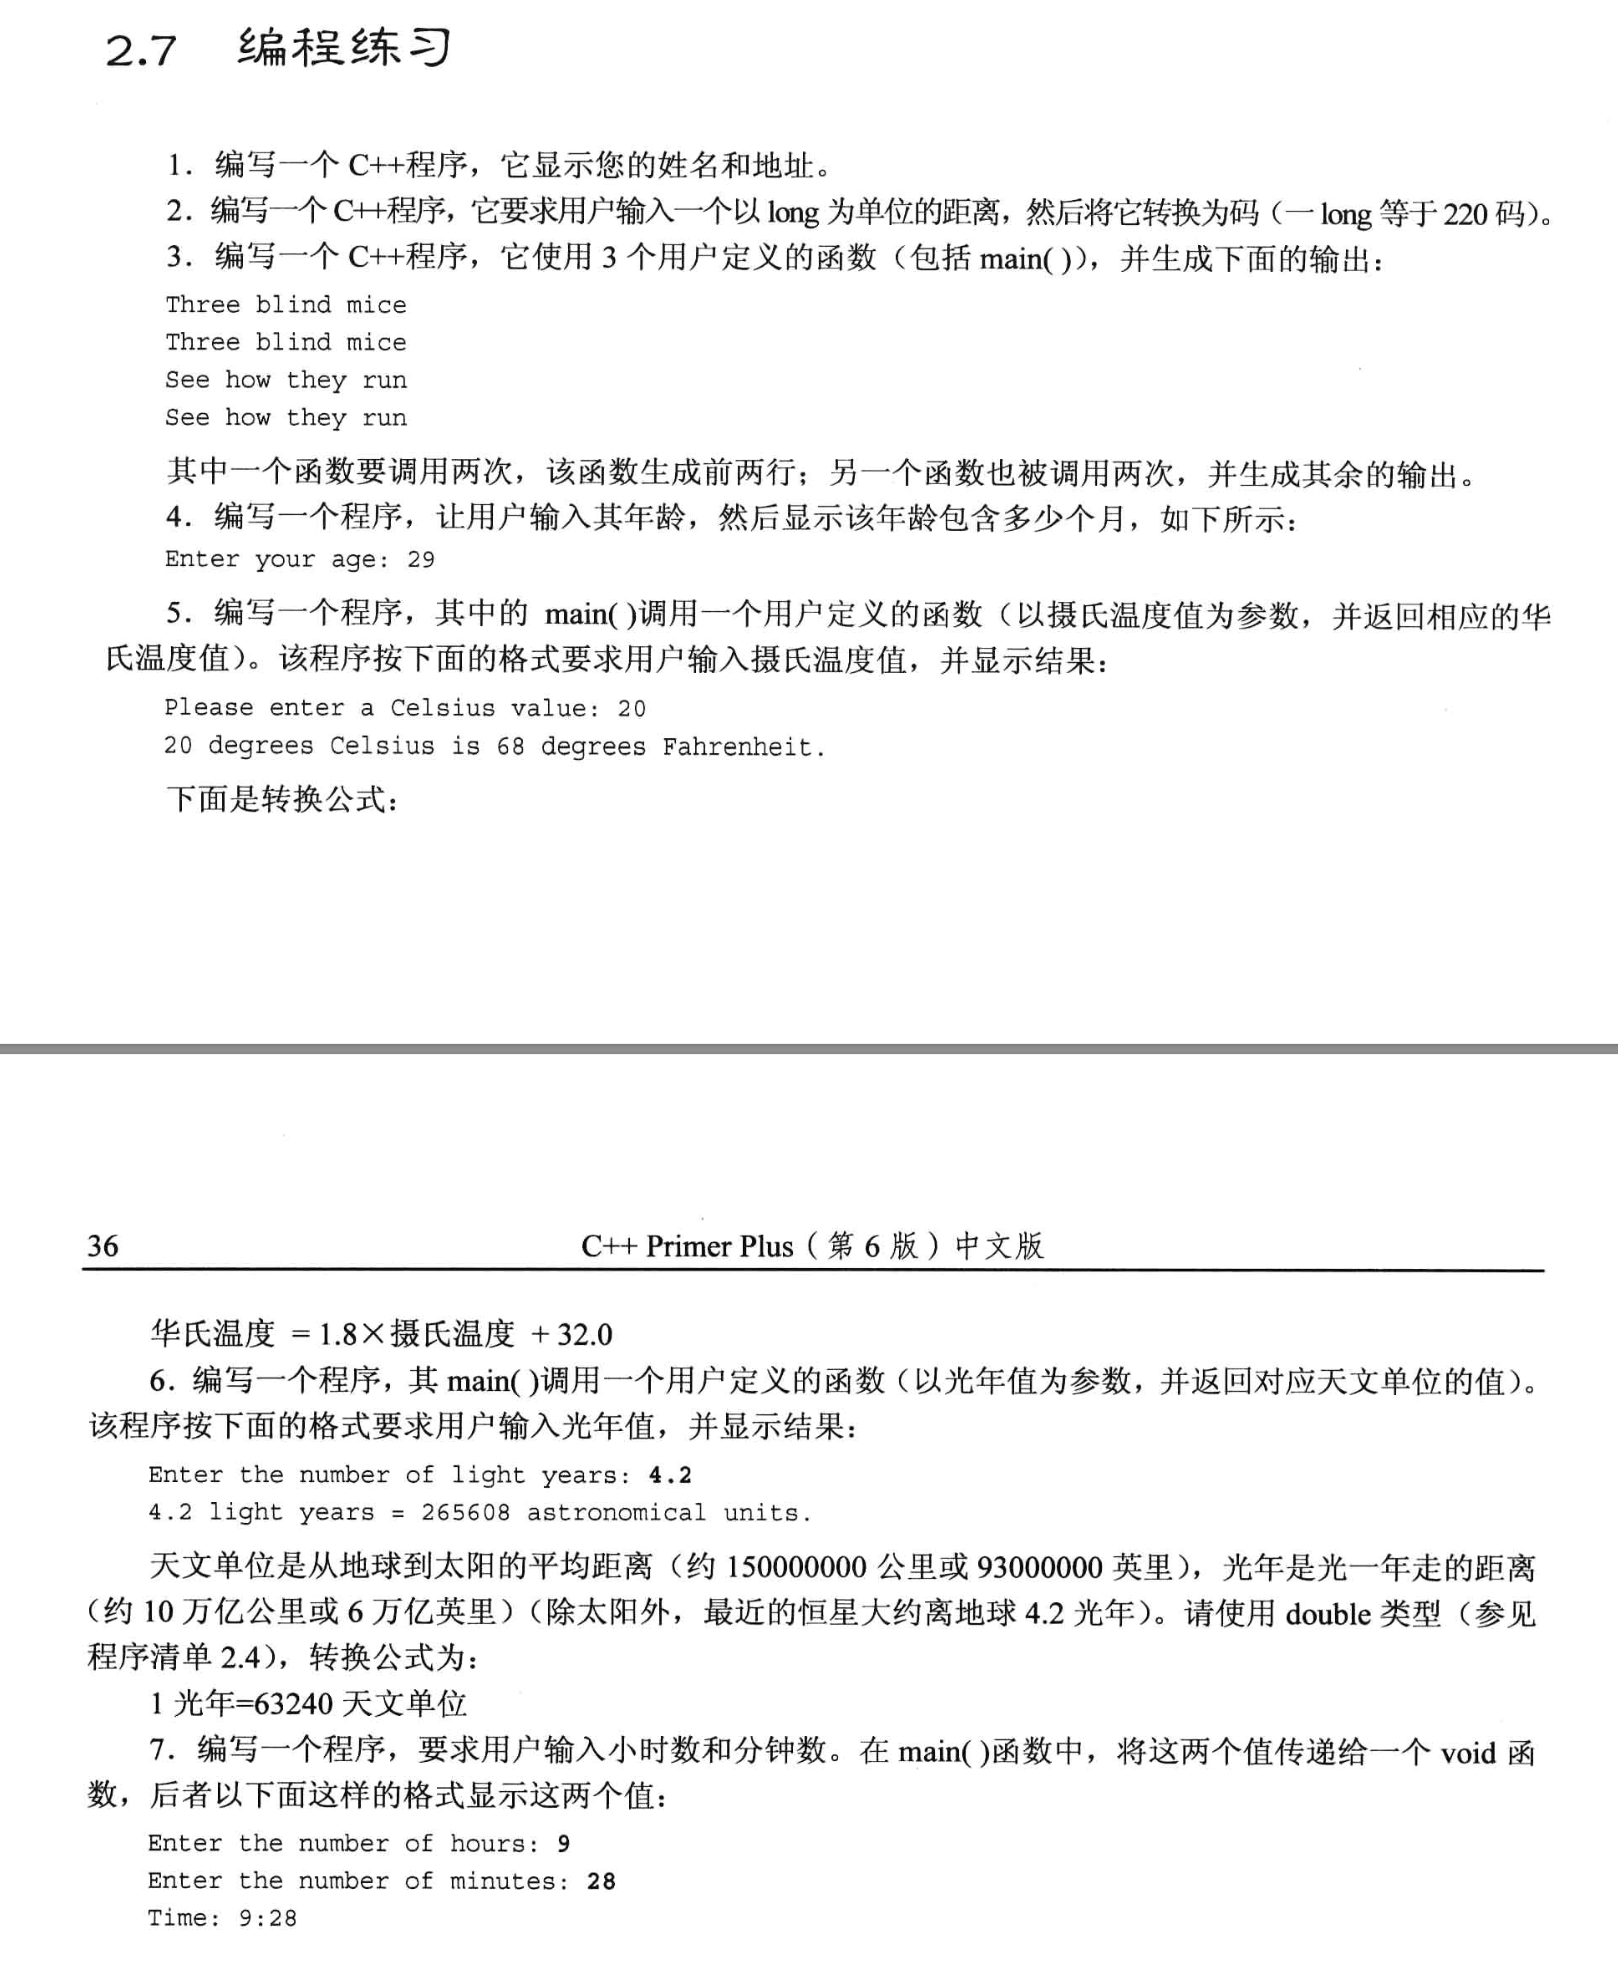 2.7 编程练习
1．编写一个 C++程序，它显示您的姓名和地址。
2．编写一个 C++程序，它要求用户输入一个以 long 为单位的距离，然后将它转换为码（一 long 等于 220 码）。
3．编写一个 C++程序，它使用 3 个用户定义的函数（包括 main( )），并生成下面的输出：
Three blind mice
Three blind mice
See how they run
See how they run
其中一个函数要调用两次，该函数生成前两行；另一个函数也被调用两次，并生成其余的输出。
4．编写一个程序，让用户输入其年龄，然后显示该年龄包含多少个月，如下所示：
Enter your age: 29
5．编写一个程序，其中的 main( )调用一个用户定义的函数（以摄氏温度值为参数，并返回相应的华
氏温度值）。该程序按下面的格式要求用户输入摄氏温度值，并显示结果：
Please enter a Celsius value: 20
20 degrees Celsius is 68 degrees Fahrenheit.
下面是转换公式：
36 C++ Primer Plus（第 6 版）中文版
华氏温度 = 1.8×摄氏温度 + 32.0
6．编写一个程序，其 main( )调用一个用户定义的函数（以光年值为参数，并返回对应天文单位的值）。
该程序按下面的格式要求用户输入光年值，并显示结果：
Enter the number of light years: 4.2
4.2 light years = 265608 astronomical units.
天文单位是从地球到太阳的平均距离（约 150000000 公里或 93000000 英里），光年是光一年走的距离
（约 10 万亿公里或 6 万亿英里）（除太阳外，最近的恒星大约离地球 4.2 光年）。请使用 double 类型（参见
程序清单 2.4），转换公式为：
1 光年=63240 天文单位
7．编写一个程序，要求用户输入小时数和分钟数。在 main( )函数中，将这两个值传递给一个 void 函
数，后者以下面这样的格式显示这两个值：
Enter the number of hours: 9
Enter the number of minutes: 28
Time: 9:28